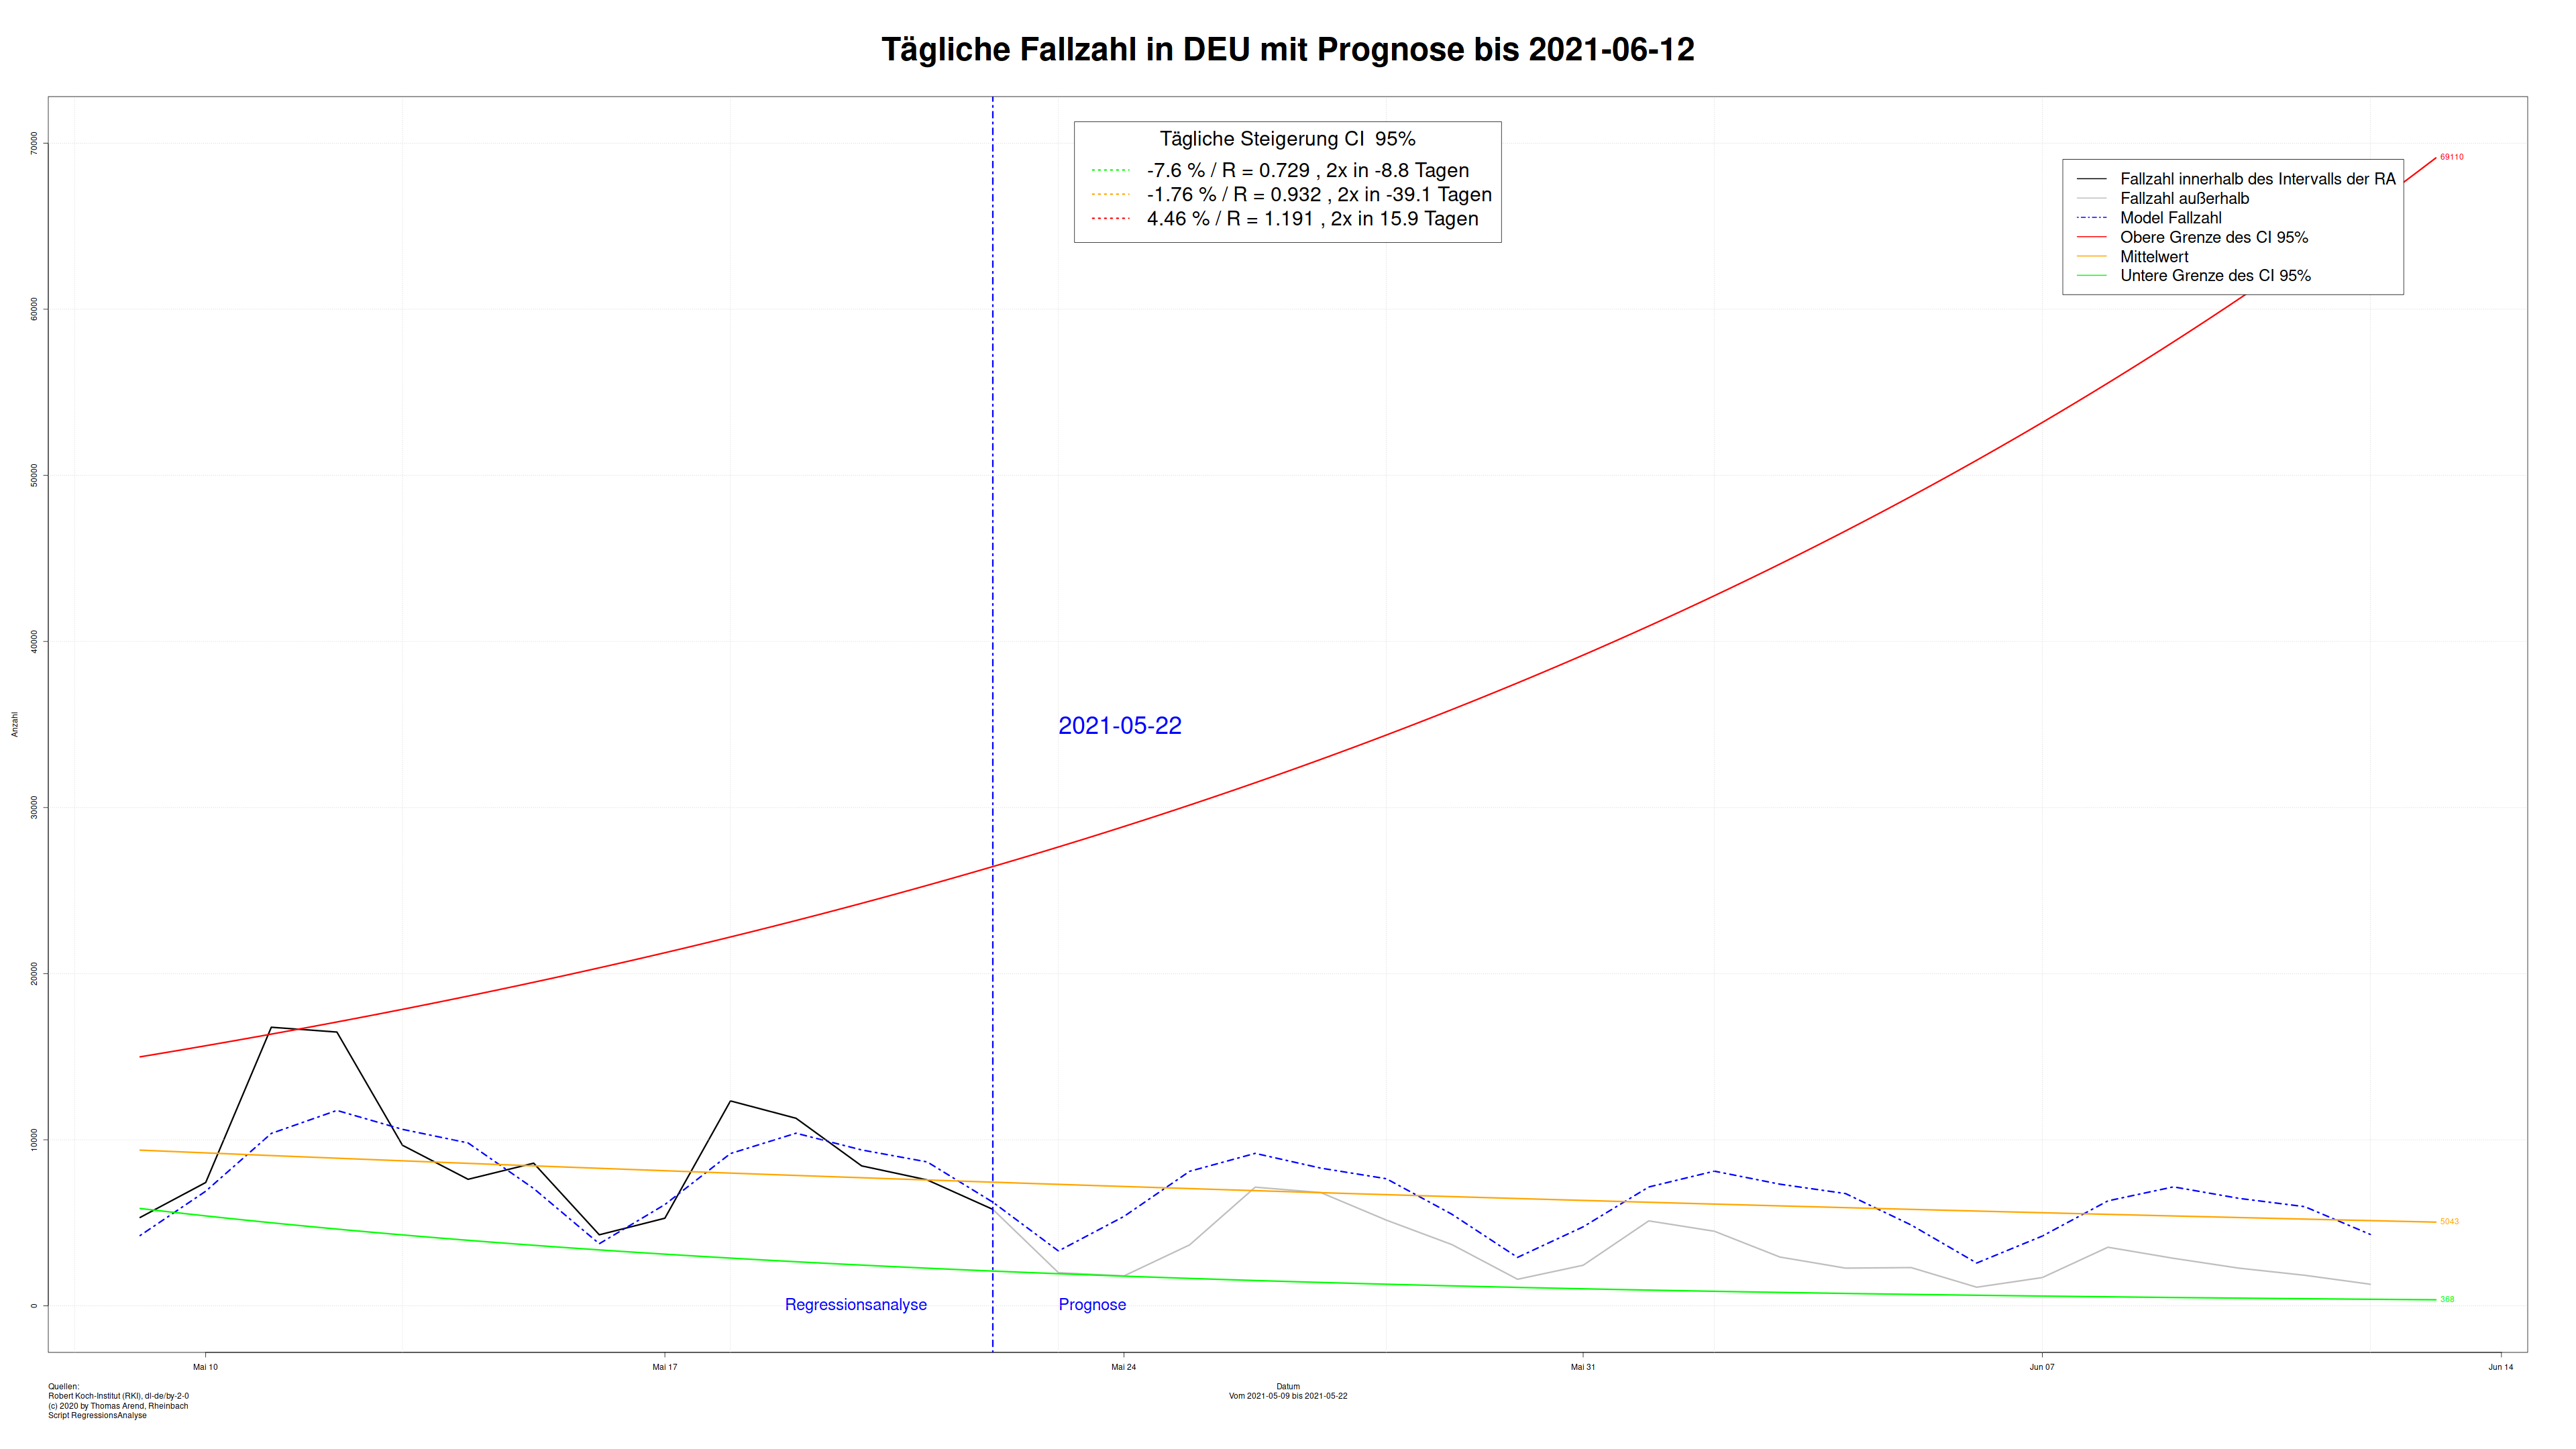 Tägliche Fallzahl in DEU mit Prognose bis 2021-06-12
Tägliche Steigerung CI  95%
-7.6 % / R = 0.729 , 2x in -8.8 Tagen
-1.76 % / R = 0.932 , 2x in -39.1 Tagen
4.46 % / R = 1.191 , 2x in 15.9 Tagen
69110
Fallzahl innerhalb des Intervalls der RA
Fallzahl außerhalb
Model Fallzahl
Obere Grenze des CI 95%
Mittelwert
Untere Grenze des CI 95%
70000
60000
50000
40000
30000
20000
10000
0
Anzahl
2021-05-22
5043
368
Regressionsanalyse
Prognose
Mai 10
Mai 17
Mai 24
Mai 31
Jun 07
Jun 14
Datum
Vom 2021-05-09 bis 2021-05-22
Quellen:
Robert Koch-Institut (RKI), dl-de/by-2-0
(c) 2020 by Thomas Arend, Rheinbach
Script RegressionsAnalyse